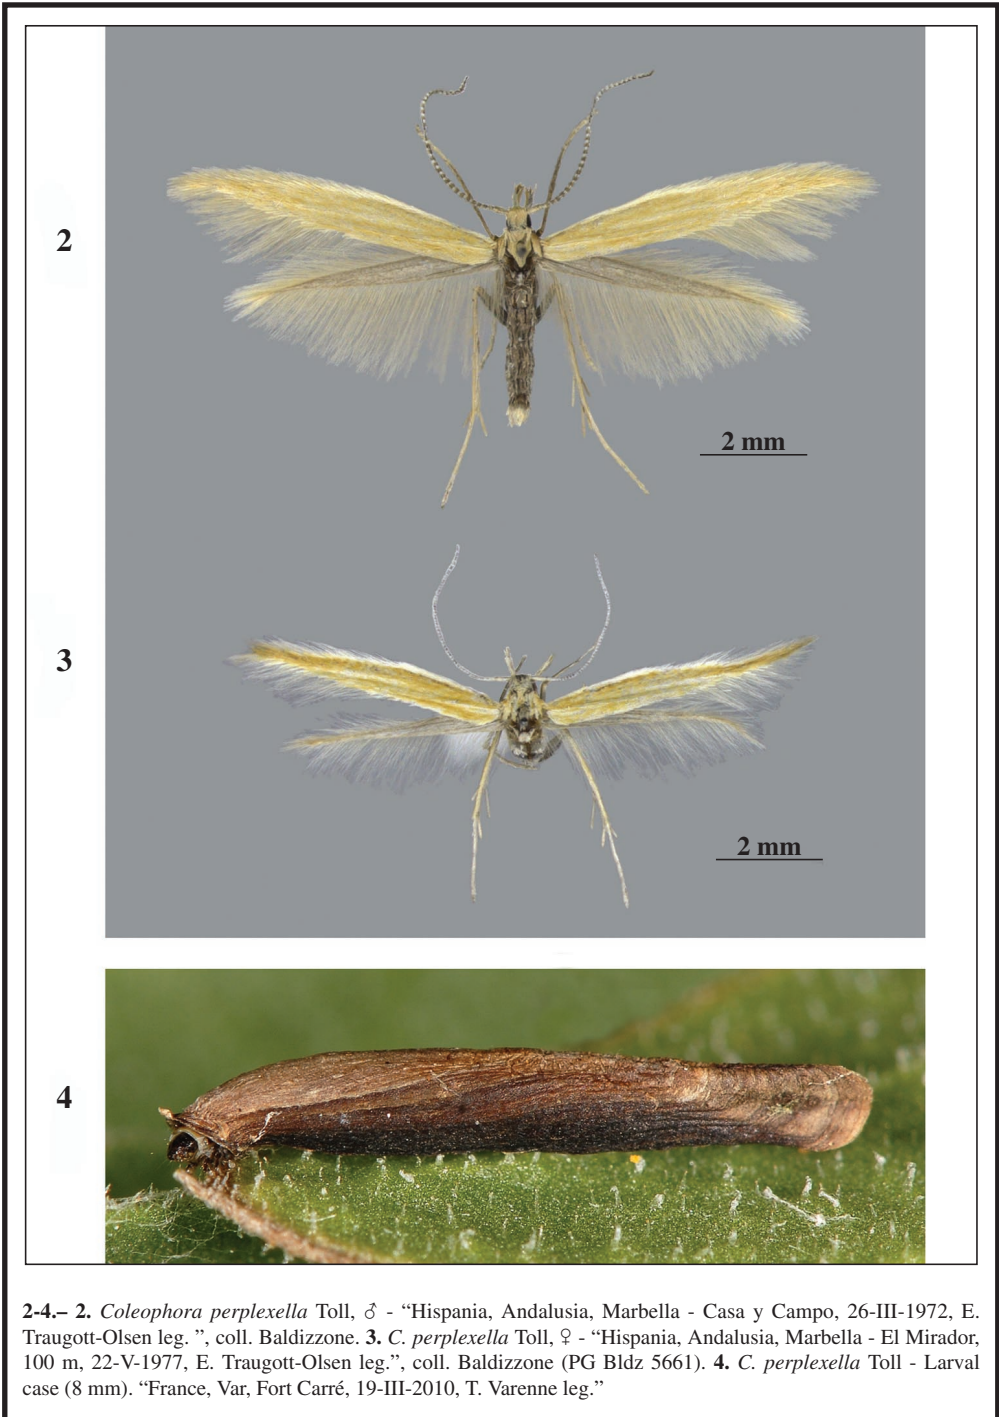 2
2 mm
3
2 mm
4
2-4.– 2. Coleophora perplexella Toll, ♂ - “Hispania, Andalusia, Marbella - Casa y Campo, 26-III-1972, E.
Traugott-Olsen leg. ”, coll. Baldizzone. 3. C. perplexella Toll, ♀ - “Hispania, Andalusia, Marbella - El Mirador,
100 m, 22-V-1977, E. Traugott-Olsen leg.”, coll. Baldizzone (PG Bldz 5661). 4. C. perplexella Toll - Larval
case (8 mm). “France, Var, Fort Carré, 19-III-2010, T. Varenne leg.”